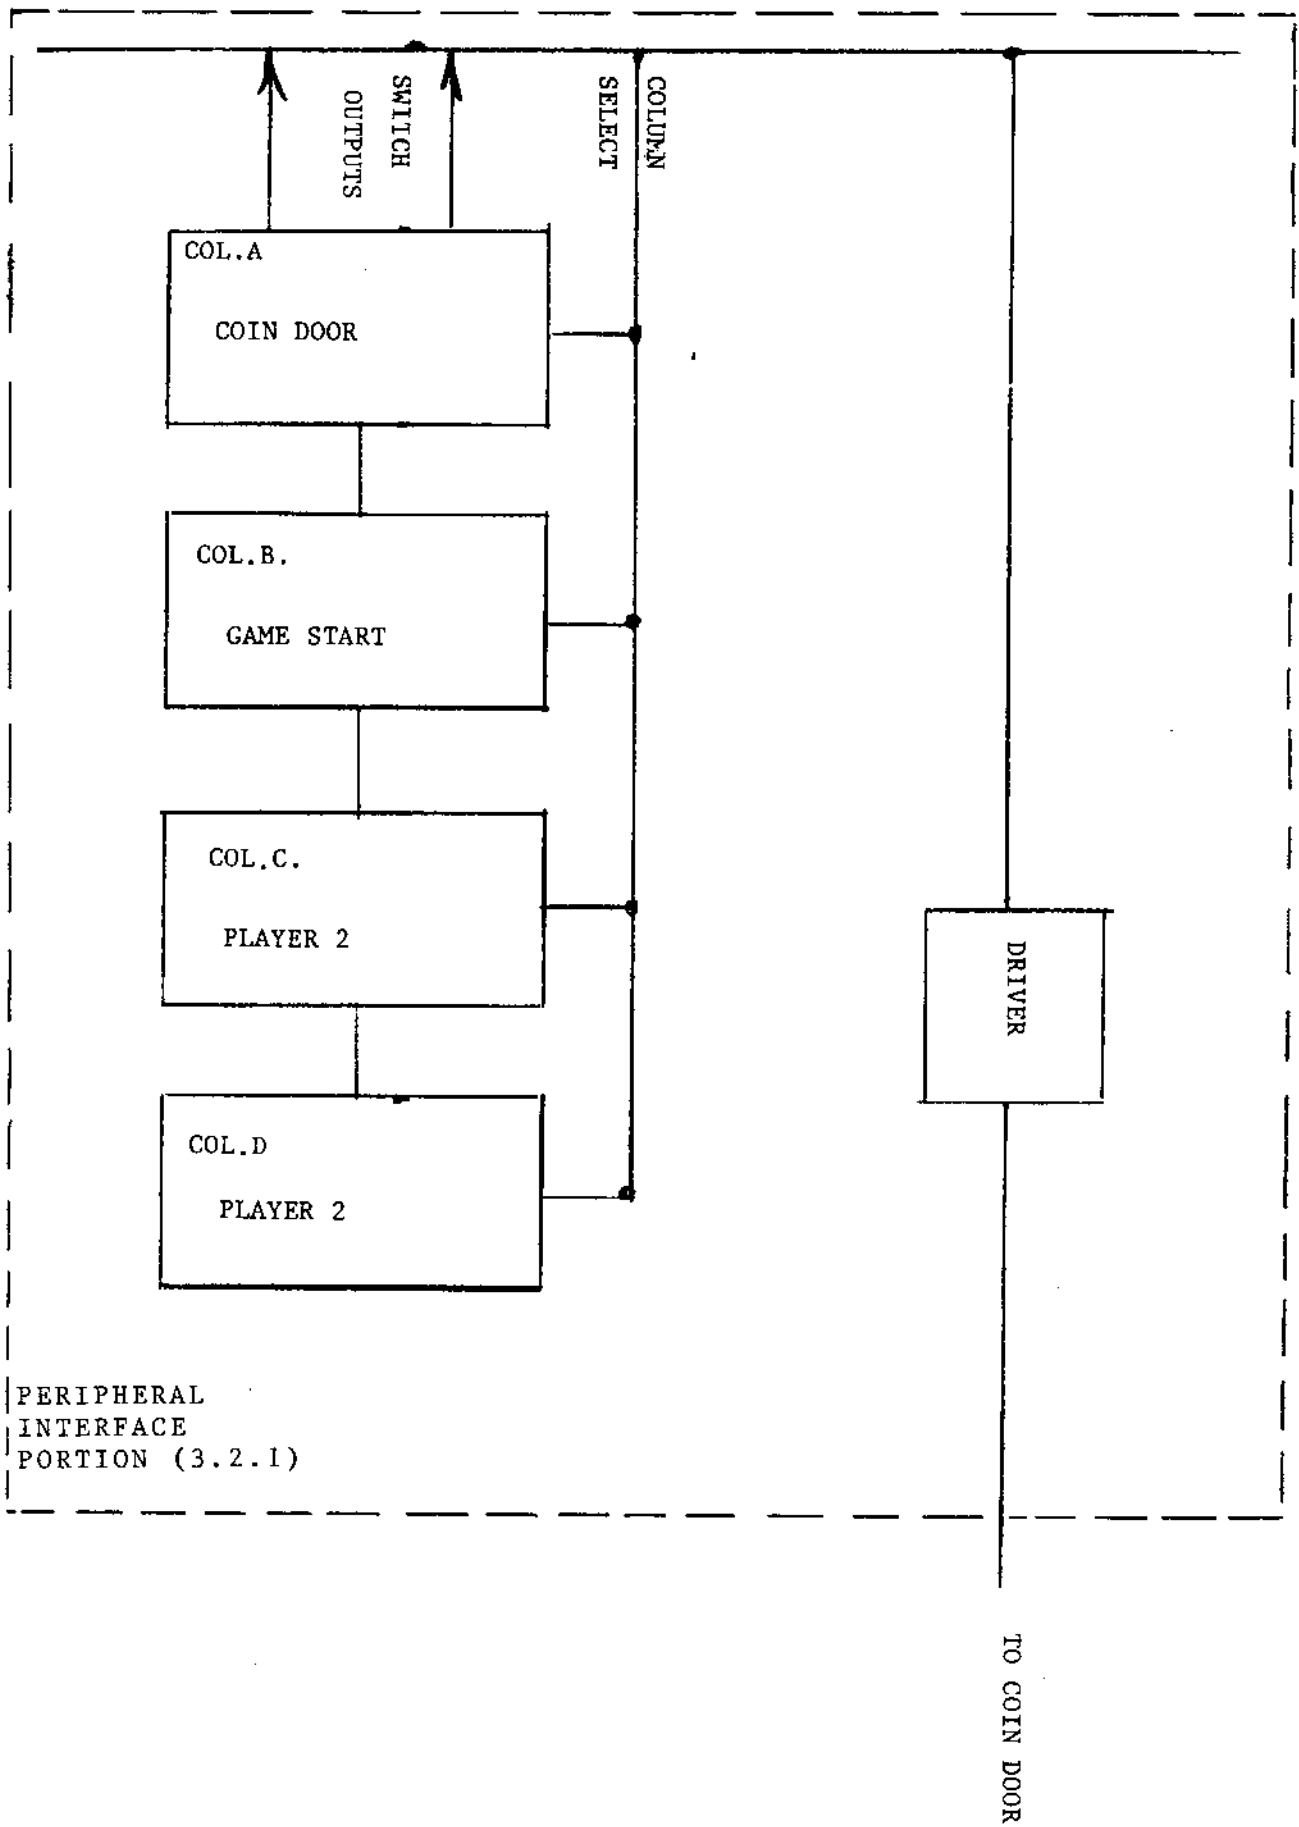 SWITCH
OUTPUTS
COLUMN
SELECT
COL.A
COIN DOOR
COL.B.
GAME START
COL.C.
PLAYER 2
COL.D
PLAYER 2
DRIVER
PERIPHERAL
INTERFACE
PORTION (3.2.1)
TO COIN DOOR